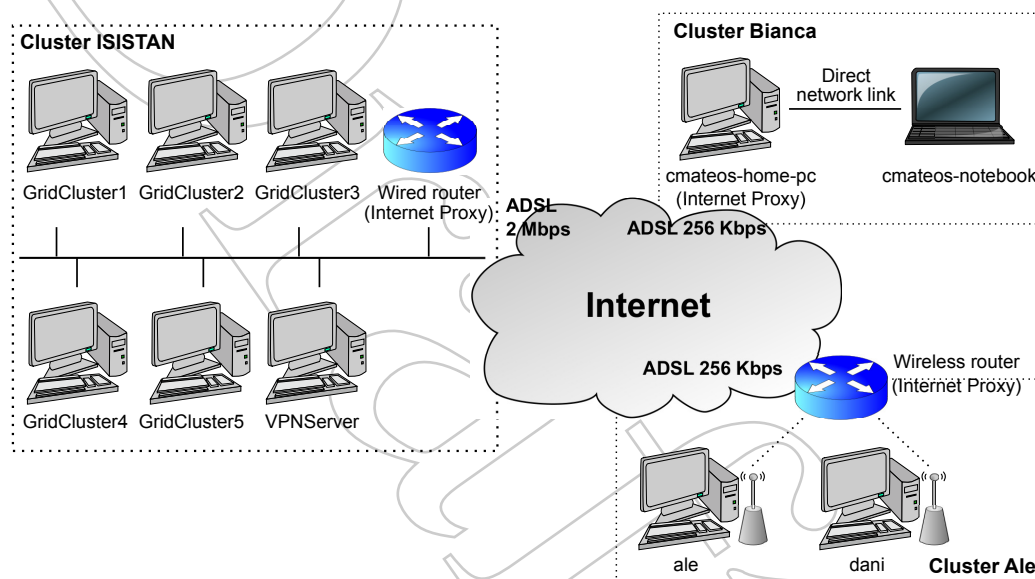 Cluster ISISTAN
GridCluster1 GridCluster2 GridCluster3 Wired router
(Internet Proxy)
GridCluster4 GridCluster5 VPNServer
ADSL
2 Mbps
ADSL 256 Kbps
Internet
ADSL 256 Kbps
Cluster Bianca
Direct
network link
cmateos-home-pc
(Internet Proxy)
cmateos-notebook
Wireless router
(Internet Proxy)
ale
dani
Cluster Ale